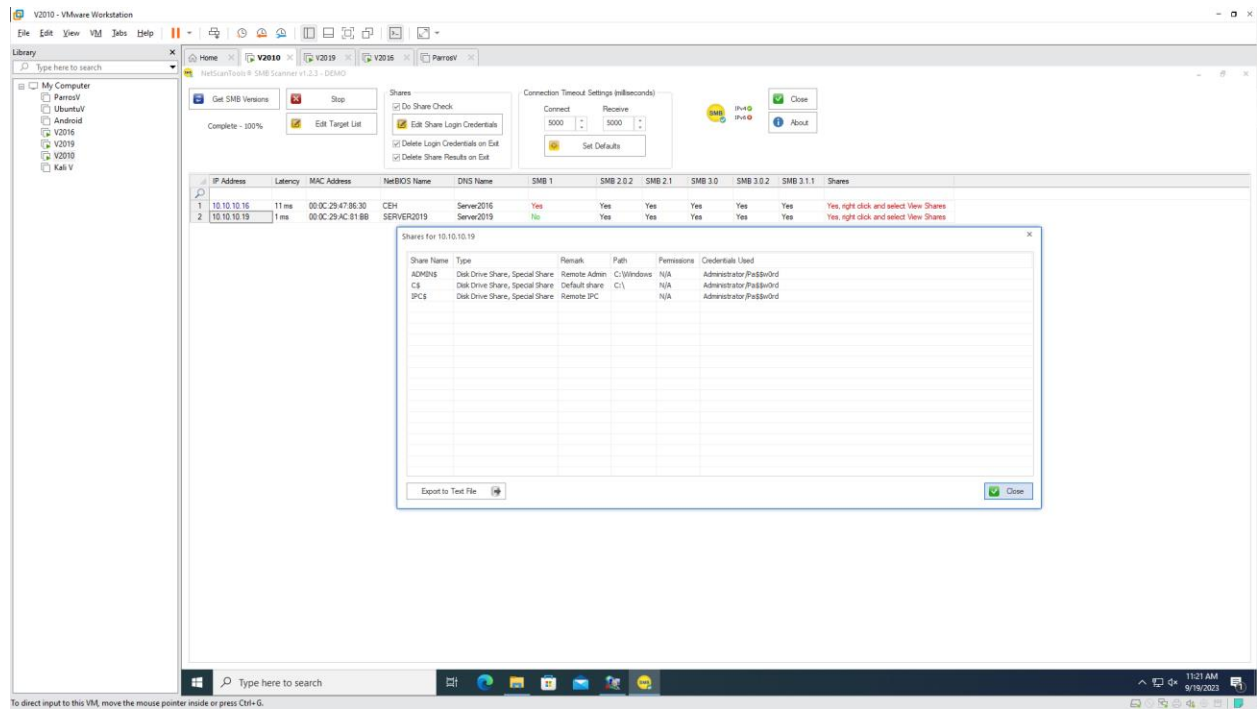 V2010 - VMware Workstation
File Edit View VM Tabs Help
Library
Type here to search
My Computer
ParrosV
UbuntuV
Android
V2016
V2019
V2010
Kali V
Home V2010 V2019 V2016 ParrosV
NetScanTools ® SMB Scanner v1.2.3 - DEMO
Get SMB Versions Stop
Complete - 100% Edit Target List
Shares
Do Share Check
Edit Share Login Credentials
Delete Login Credentials on Exit
Delete Share Results on Exit
Connection Timeout Settings (milliseconds)
Connect Receive
5000 5000
Set Defaults
SMB IPv4 IPv6
Close
About
IP Address Latency MAC Address NetBIOS Name DNS Name SMB 1 SMB 2.0.2 SMB 2.1 SMB 3.0 SMB 3.0.2 SMB 3.1.1 Shares
1 10.10.10.16 11 ms 00:0C:29:47:86:30 CEH Server2016 Yes Yes Yes Yes Yes Yes Yes, right click and select View Shares
2 10.10.10.19 1 ms 00:0C:29:AC:81:BB SERVER2019 Server2019 No Yes Yes Yes Yes Yes Yes, right click and select View Shares
Shares for 10.10.10.19
Share Name Type Remark Path Permissions Credentials Used
ADMIN$ Disk Drive Share, Special Share Remote Admin C:\Windows N/A Administrator/Pa$$w0rd
C$ Disk Drive Share, Special Share Default share C:\ N/A Administrator/Pa$$w0rd
IPC$ Disk Drive Share, Special Share Remote IPC N/A Administrator/Pa$$w0rd
Export to Text File Close
Type here to search
11:21 AM
9/19/2023
To direct input to this VM, move the mouse pointer inside or press Ctrl+G.